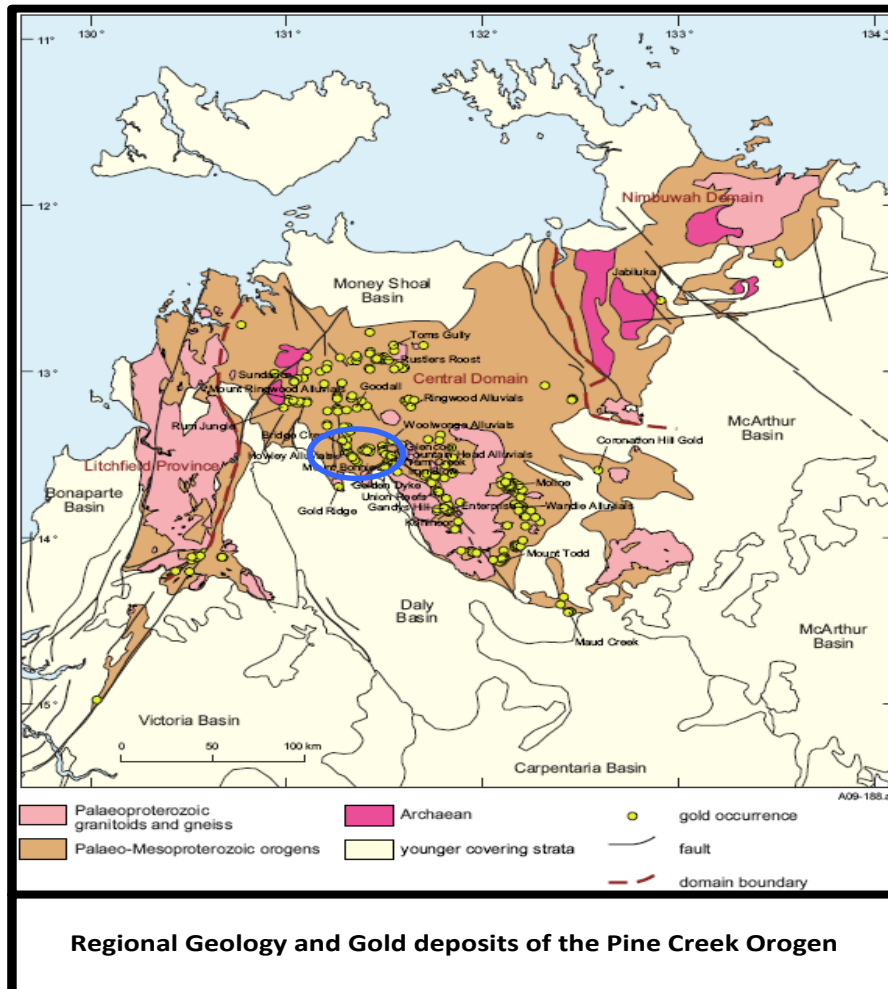 130°
131°
132°
133°
134°
11°
12°
Nimbuwah Domain
Jabiluka
Money Shoal
Basin
Toms Gully
Rustlers Roost
13°
Sundance
Central Domain
Mount Ringwood Alluvials
Goodall
Ringwood Alluvials
Rum Jungle
McArthur
Basin
Woolwonga Alluvials
Glencoe
Coronation Hill Gold
Howley Alluvials
Fountain Head Alluvials
Litchfield Province
Bonaparte
Basin
Golden Dyke
Moline
Union Reefs
Gold Ridge
Gandys Hill
Enterprise
Wandie Alluvials
14°
Mount Todd
Daly
Basin
Maud Creek
McArthur
Basin
15°
Victoria Basin
0 50 100 km
Carpentaria Basin
A09-188.a
Palaeoproterozoic
granitoids and gneiss
Archaean
gold occurrence
Palaeo-Mesoproterozoic orogens
younger covering strata
fault
domain boundary
Regional Geology and Gold deposits of the Pine Creek Orogen